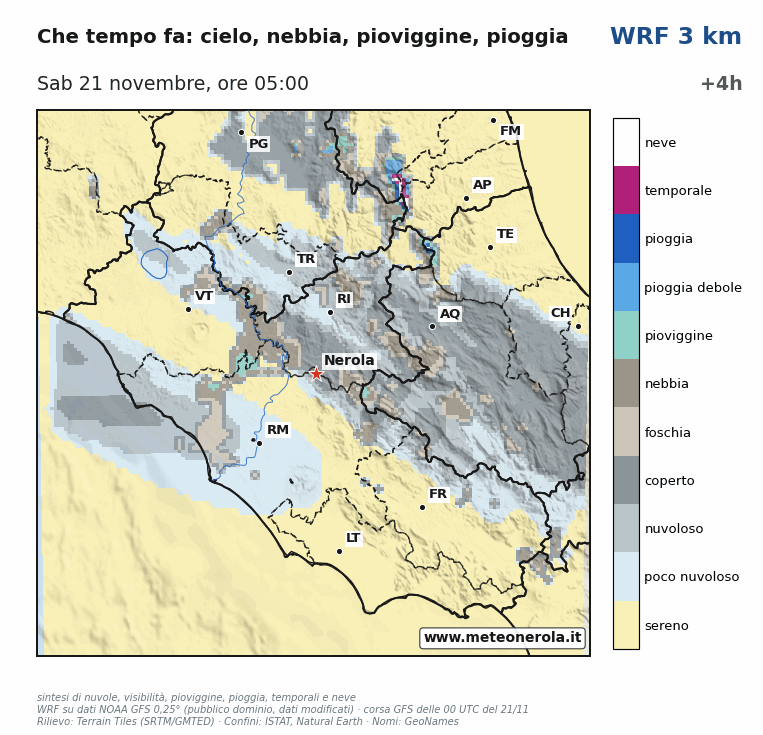 Che tempo fa: cielo, nebbia, pioviggine, pioggia
WRF 3 km
Sab 21 novembre, ore 05:00
+4h
FM
PG
AP
TE
TR
VT
RI
AQ
CH.
Nerola
RM
FR
LT
www.meteonerola.it
neve
temporale
pioggia
pioggia debole
pioviggine
nebbia
foschia
coperto
nuvoloso
poco nuvoloso
sereno
sintesi di nuvole, visibilità, pioviggine, pioggia, temporali e neve
WRF su dati NOAA GFS 0,25° (pubblico dominio, dati modificati) · corsa GFS delle 00 UTC del 21/11
Rilievo: Terrain Tiles (SRTM/GMTED) · Confini: ISTAT, Natural Earth · Nomi: GeoNames